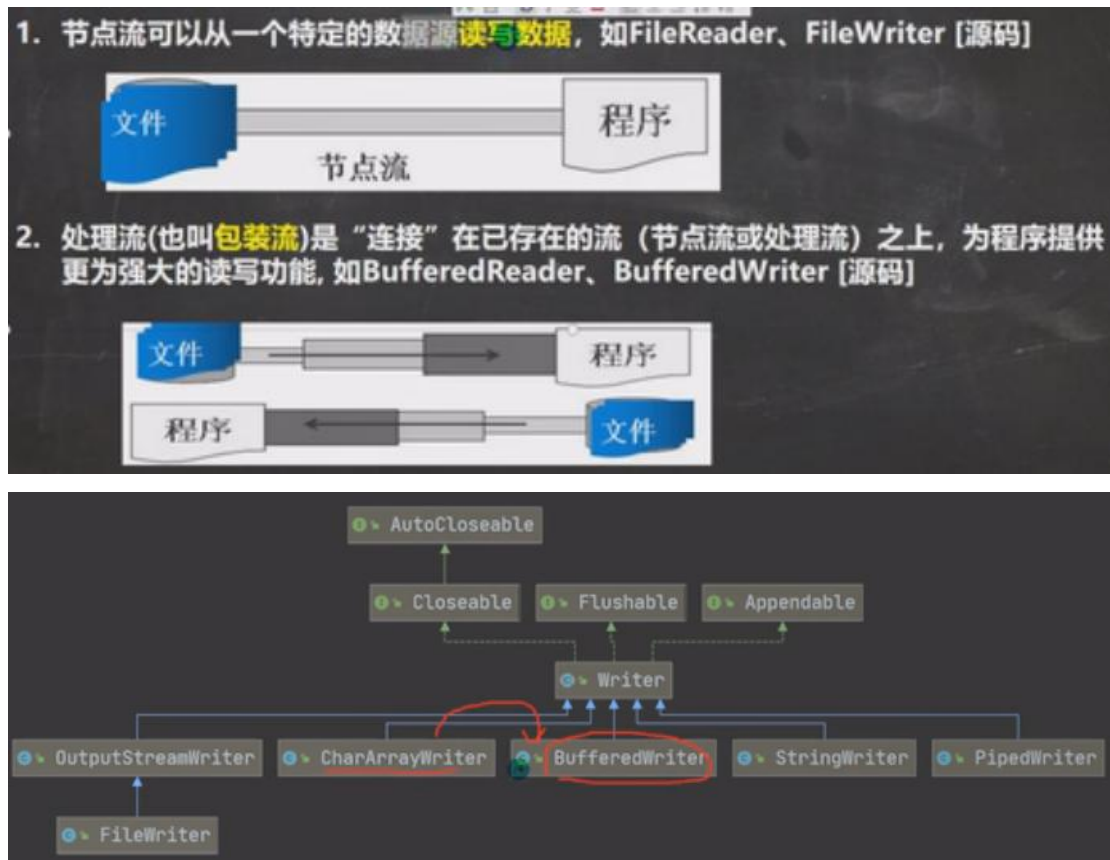 1. 节点流可以从一个特定的数据源读写数据，如FileReader、FileWriter [源码]
文件
程序
节点流
2. 处理流(也叫包装流)是“连接”在已存在的流（节点流或处理流）之上，为程序提供
更为强大的读写功能, 如BufferedReader、BufferedWriter [源码]
文件
程序
程序
文件
AutoCloseable
Closeable
Flushable
Appendable
Writer
OutputStreamWriter
CharArrayWriter
BufferedWriter
StringWriter
PipedWriter
FileWriter